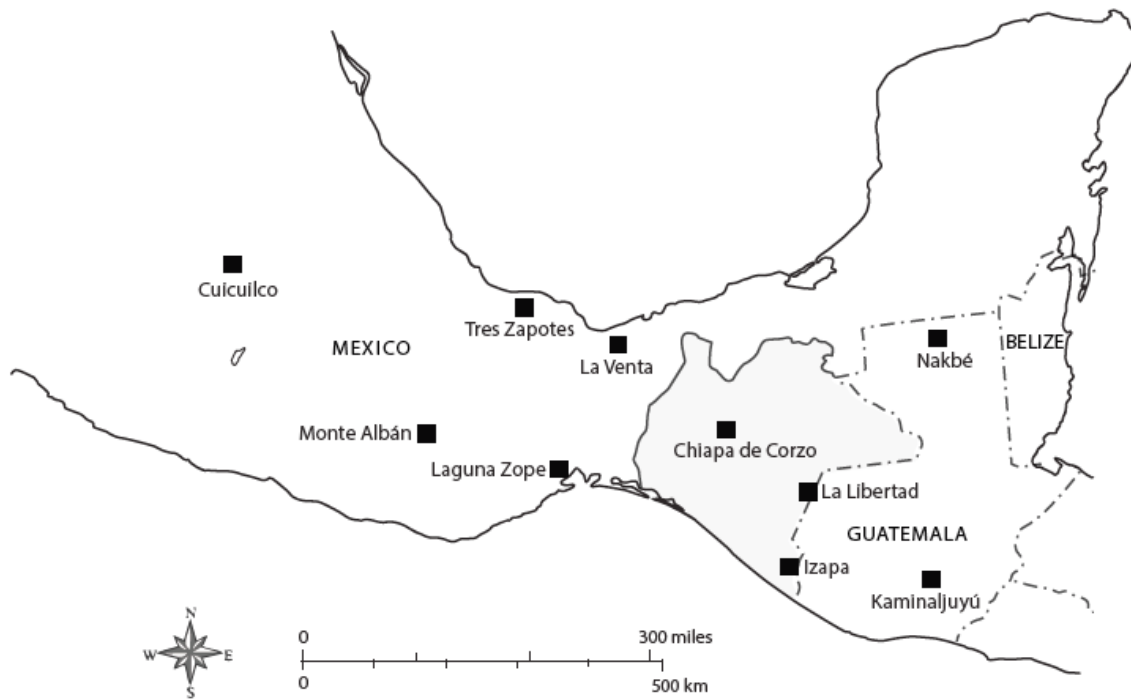 Cuicuilco
Tres Zapotes
MEXICO
La Venta
Nakbé
BELIZE
Monte Albán
Chiapa de Corzo
Laguna Zope
La Libertad
GUATEMALA
Izapa
Kaminaljuyú
N
W E
S
0 300 miles
0 500 km